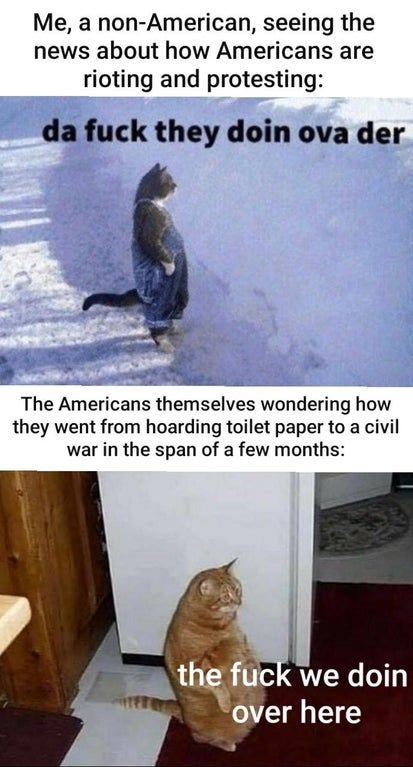 Me, a non-American, seeing the
news about how Americans are
rioting and protesting:
da fuck they doin ova der
The Americans themselves wondering how
they went from hoarding toilet paper to a civil
war in the span of a few months:
the fuck we doin
over here